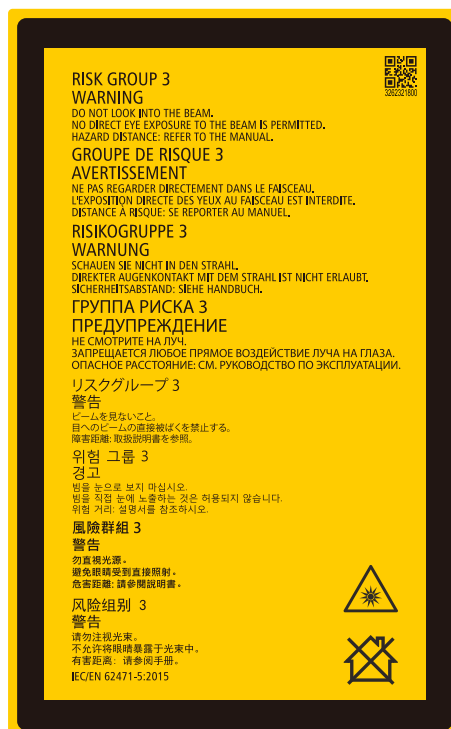 3262321800
RISK GROUP 3
WARNING
DO NOT LOOK INTO THE BEAM.
NO DIRECT EYE EXPOSURE TO THE BEAM IS PERMITTED.
HAZARD DISTANCE: REFER TO THE MANUAL.
GROUPE DE RISQUE 3
AVERTISSEMENT
NE PAS REGARDER DIRECTEMENT DANS LE FAISCEAU.
L'EXPOSITION DIRECTE DES YEUX AU FAISCEAU EST INTERDITE.
DISTANCE À RISQUE: SE REPORTER AU MANUEL.
RISIKOGRUPPE 3
WARNUNG
SCHAUEN SIE NICHT IN DEN STRAHL.
DIREKTER AUGENKONTAKT MIT DEM STRAHL IST NICHT ERLAUBT.
SICHERHEITSABSTAND: SIEHE HANDBUCH.
ГРУППА РИСКА 3
ПРЕДУПРЕЖДЕНИЕ
НЕ СМОТРИТЕ НА ЛУЧ.
ЗАПРЕЩАЕТСЯ ЛЮБОЕ ПРЯМОЕ ВОЗДЕЙСТВИЕ ЛУЧА НА ГЛАЗА.
ОПАСНОЕ РАССТОЯНИЕ: СМ. РУКОВОДСТВО ПО ЭКСПЛУАТАЦИИ.
リスクグループ 3
警告
ビームを見ないこと。
目へのビームの直接被ばくを禁止する。
障害距離: 取扱説明書を参照。
위험 그룹 3
경고
빔을 눈으로 보지 마십시오.
빔을 직접 눈에 노출하는 것은 허용되지 않습니다.
위험 거리: 설명서를 참조하십시오.
風險群組 3
警告
勿直視光源。
避免眼睛受到直接照射。
危害距離: 請參閱說明書。
风险组别 3
警告
请勿注视光束。
不允许将眼睛暴露于光束中。
有害距离: 请参阅手册。
IEC/EN 62471-5:2015